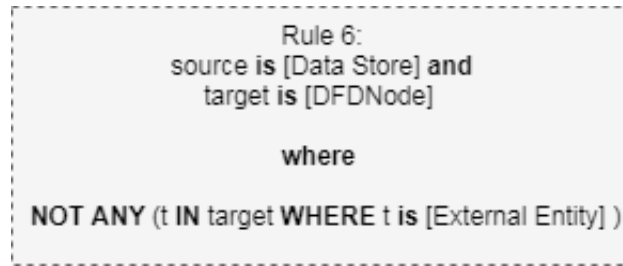 Rule 6:
source is [Data Store] and
target is [DFDNode]
where
NOT ANY (t IN target WHERE t is [External Entity] )